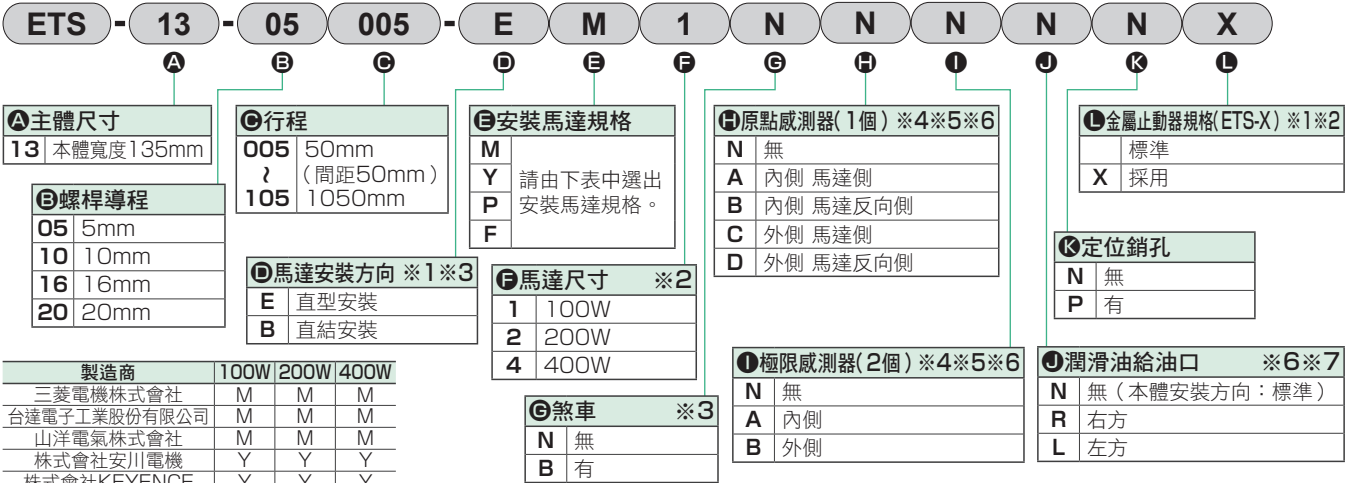 ETS-13-05 005-E M 1 N N N N N X
A B C D E F G H I J K L
A主體尺寸
13 本體寬度135mm
B螺桿導程
05 5mm
10 10mm
16 16mm
20 20mm
C行程
005 50mm
~ (間距50mm)
105 1050mm
D馬達安裝方向 ※1※3
E 直型安裝
B 直結安裝
E安裝馬達規格
M
Y 請由下表中選出
P 安裝馬達規格。
F
F馬達尺寸 ※2
1 100W
2 200W
4 400W
G煞車 ※3
N 無
B 有
H原點感測器(1個) ※4※5※6
N 無
A 內側 馬達側
B 內側 馬達反向側
C 外側 馬達側
D 外側 馬達反向側
I極限感測器(2個) ※4※5※6
N 無
A 內側
B 外側
J潤滑油給油口 ※6※7
N 無(本體安裝方向:標準)
R 右方
L 左方
K定位銷孔
N 無
P 有
L金屬止動器規格(ETS-X) ※1※2
標準
X 採用
製造商 100W 200W 400W
三菱電機株式會社 M M M
台達電子工業股份有限公司 M M M
山洋電氣株式會社 M M M
株式會社安川電機 Y Y Y
株式會社KEYENCE Y Y Y